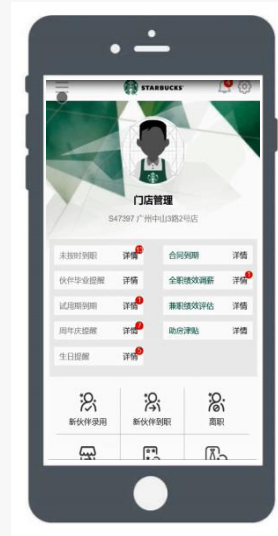 STARBUCKS
门店管理
S47397 广州中山3路2号店
未按时到职 详情 合同到期 详情
伙伴毕业提醒 详情 全职绩效调薪 详情
试用期到期 详情 兼职绩效评估 详情
周年庆提醒 详情 助房津贴 详情
生日提醒 详情
新伙伴录用 新伙伴到职 离职